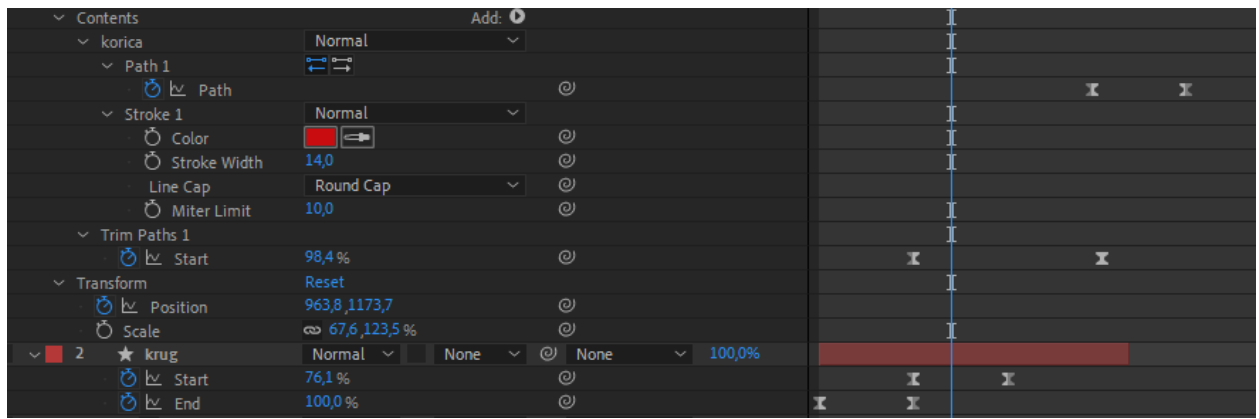 Contents Add:
korica Normal
Path 1
Path
Stroke 1 Normal
Color
Stroke Width 14,0
Line Cap Round Cap
Miter Limit 10,0
Trim Paths 1
Start 98,4 %
Transform Reset
Position 963,8 ,1173,7
Scale 67,6 ,123,5 %
2 krug Normal None None 100,0%
Start 76,1 %
End 100,0 %